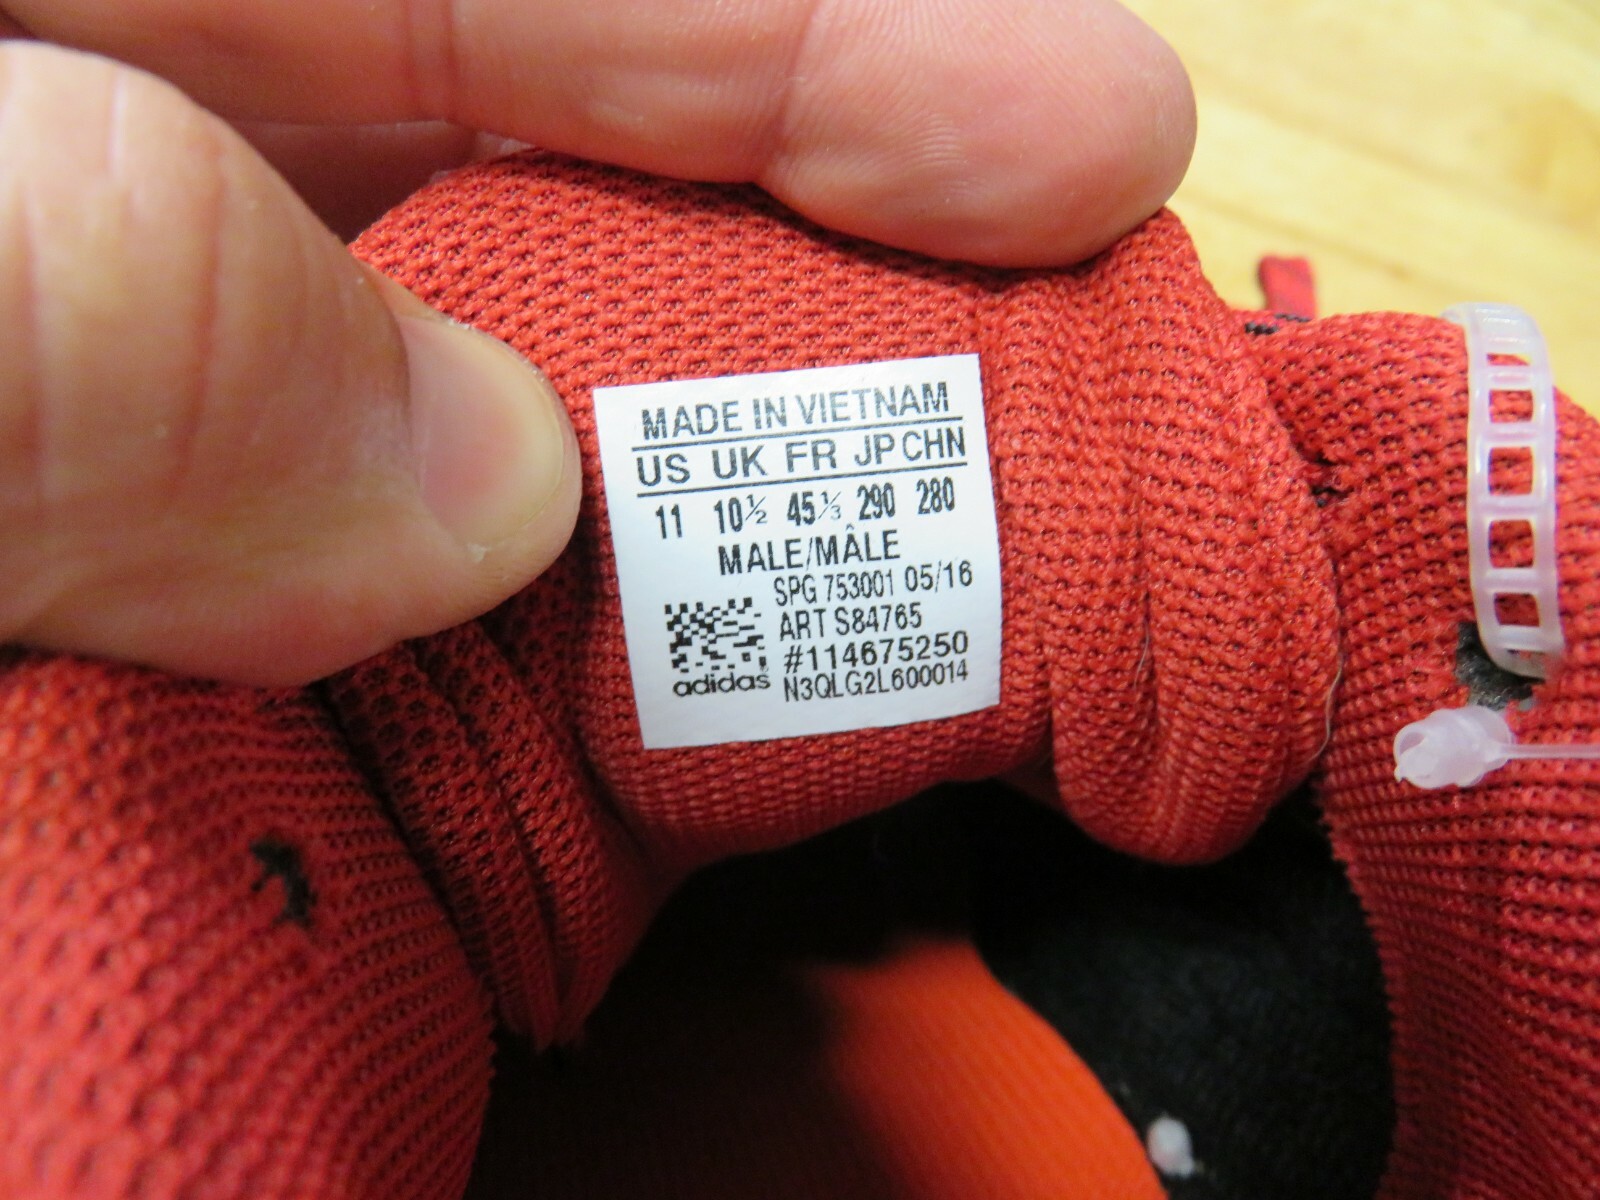 MADE IN VIETNAM
US UK FR JP CHN
11 10½ 45⅓ 290 280
MALE/MÂLE
SPG 753001 05/16
ART S84765
#114675250
adidas N3QLG2L600014